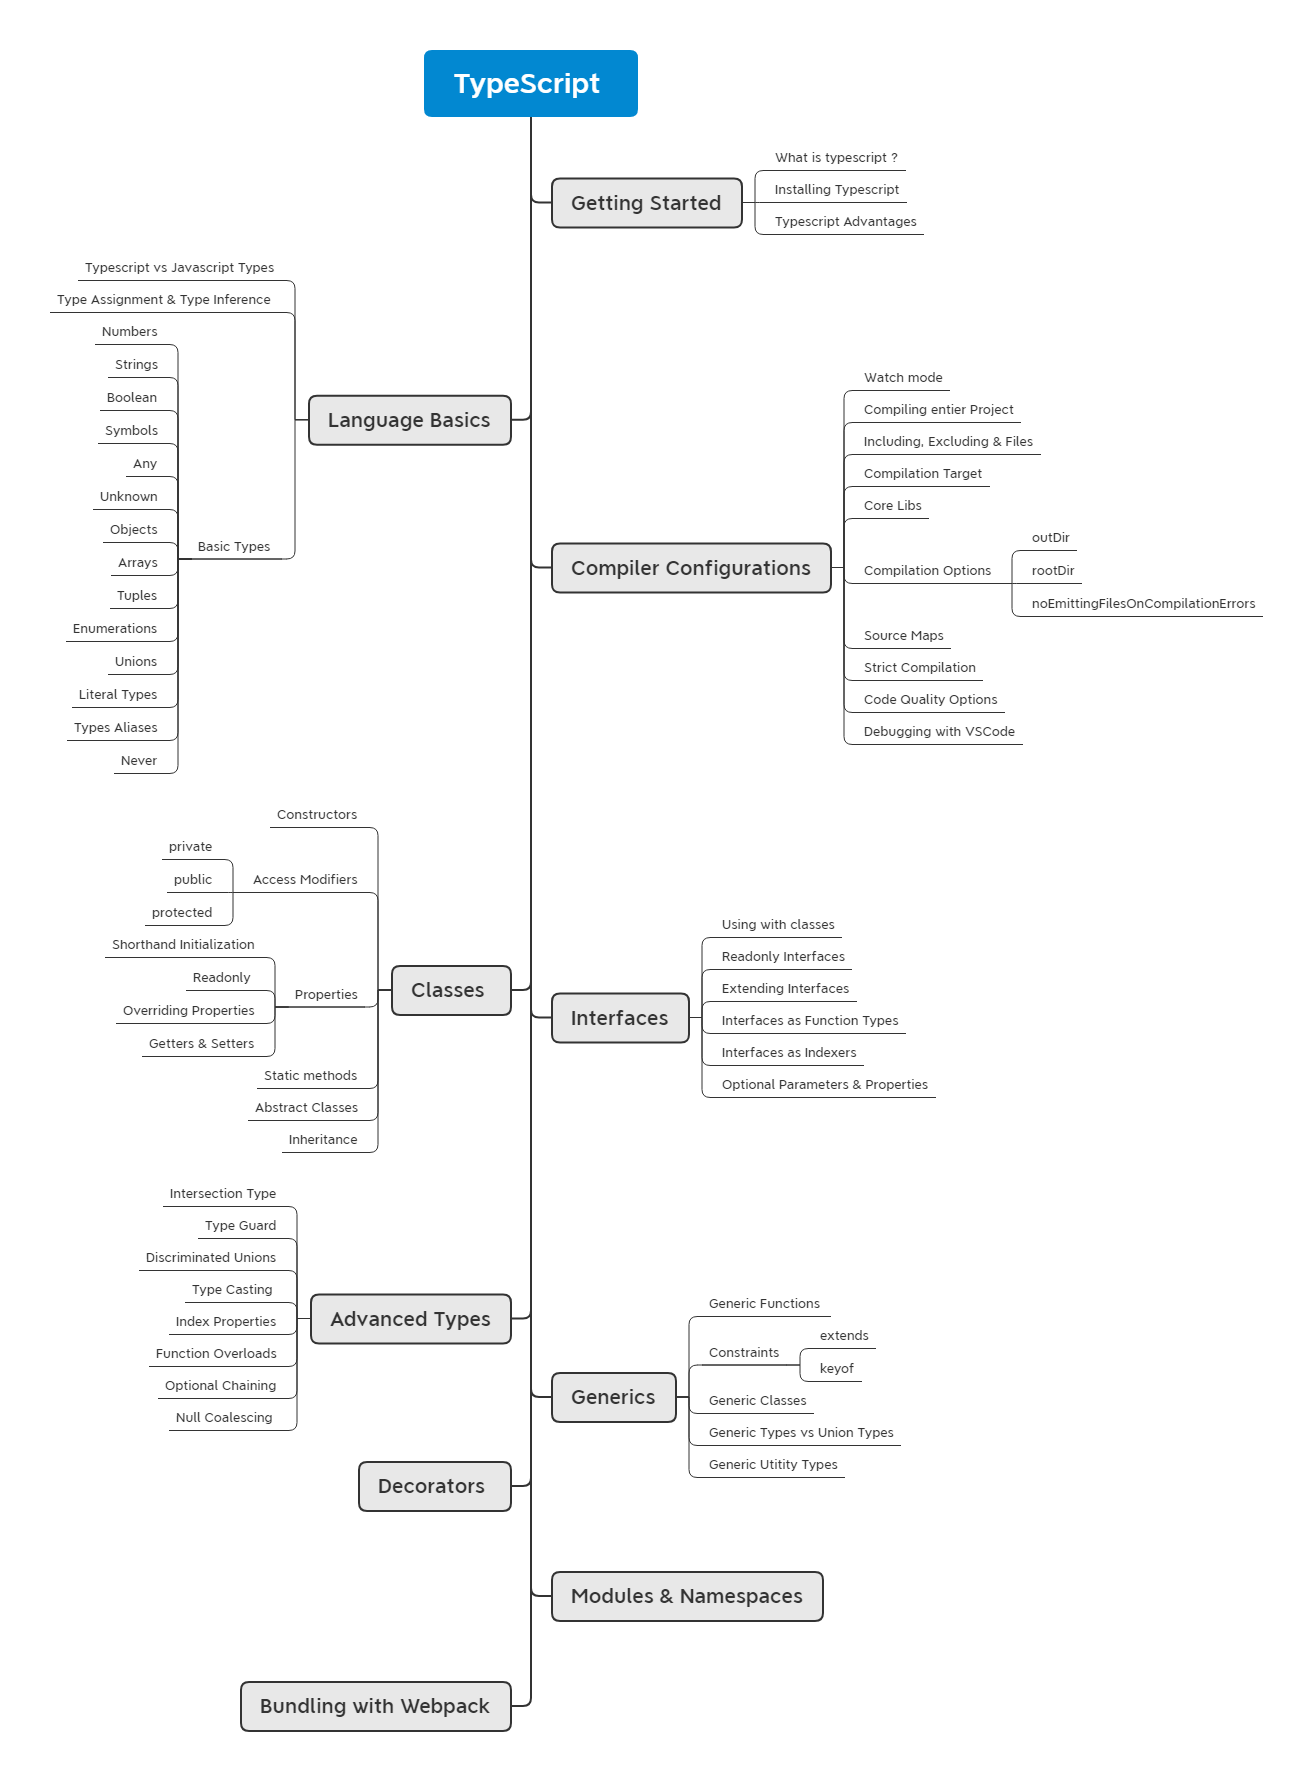 TypeScript
Getting Started
What is typescript ?
Installing Typescript
Typescript Advantages
Language Basics
Typescript vs Javascript Types
Type Assignment & Type Inference
Basic Types
Numbers
Strings
Boolean
Symbols
Any
Unknown
Objects
Arrays
Tuples
Enumerations
Unions
Literal Types
Types Aliases
Never
Compiler Configurations
Watch mode
Compiling entier Project
Including, Excluding & Files
Compilation Target
Core Libs
Compilation Options
outDir
rootDir
noEmittingFilesOnCompilationErrors
Source Maps
Strict Compilation
Code Quality Options
Debugging with VSCode
Classes
Constructors
Access Modifiers
private
public
protected
Properties
Shorthand Initialization
Readonly
Overriding Properties
Getters & Setters
Static methods
Abstract Classes
Inheritance
Interfaces
Using with classes
Readonly Interfaces
Extending Interfaces
Interfaces as Function Types
Interfaces as Indexers
Optional Parameters & Properties
Advanced Types
Intersection Type
Type Guard
Discriminated Unions
Type Casting
Index Properties
Function Overloads
Optional Chaining
Null Coalescing
Generics
Generic Functions
Constraints
extends
keyof
Generic Classes
Generic Types vs Union Types
Generic Utitity Types
Decorators
Modules & Namespaces
Bundling with Webpack